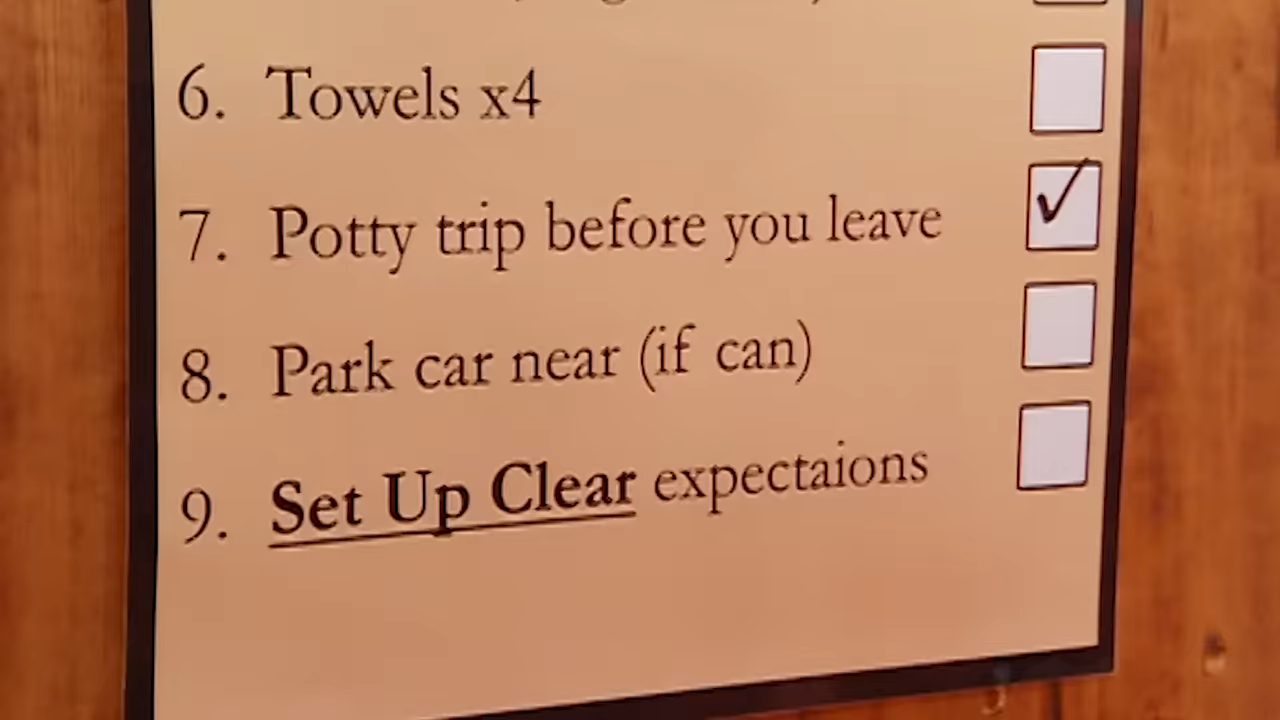 6. Towels x4
7. Potty trip before you leave
8. Park car near (if can)
9. Set Up Clear expectaions